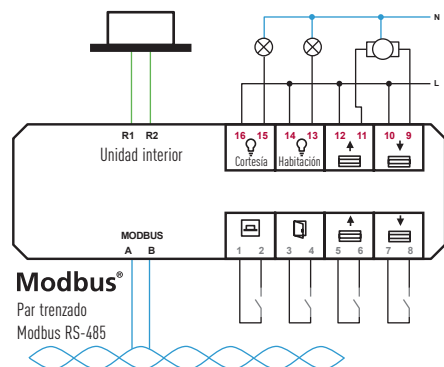 N
L
R1 R2
Unidad interior
16 15
Cortesía
14 13
Habitación
12 11
10 9
MODBUS
A B
1 2
3 4
5 6
7 8
Modbus®
Par trenzado
Modbus RS-485